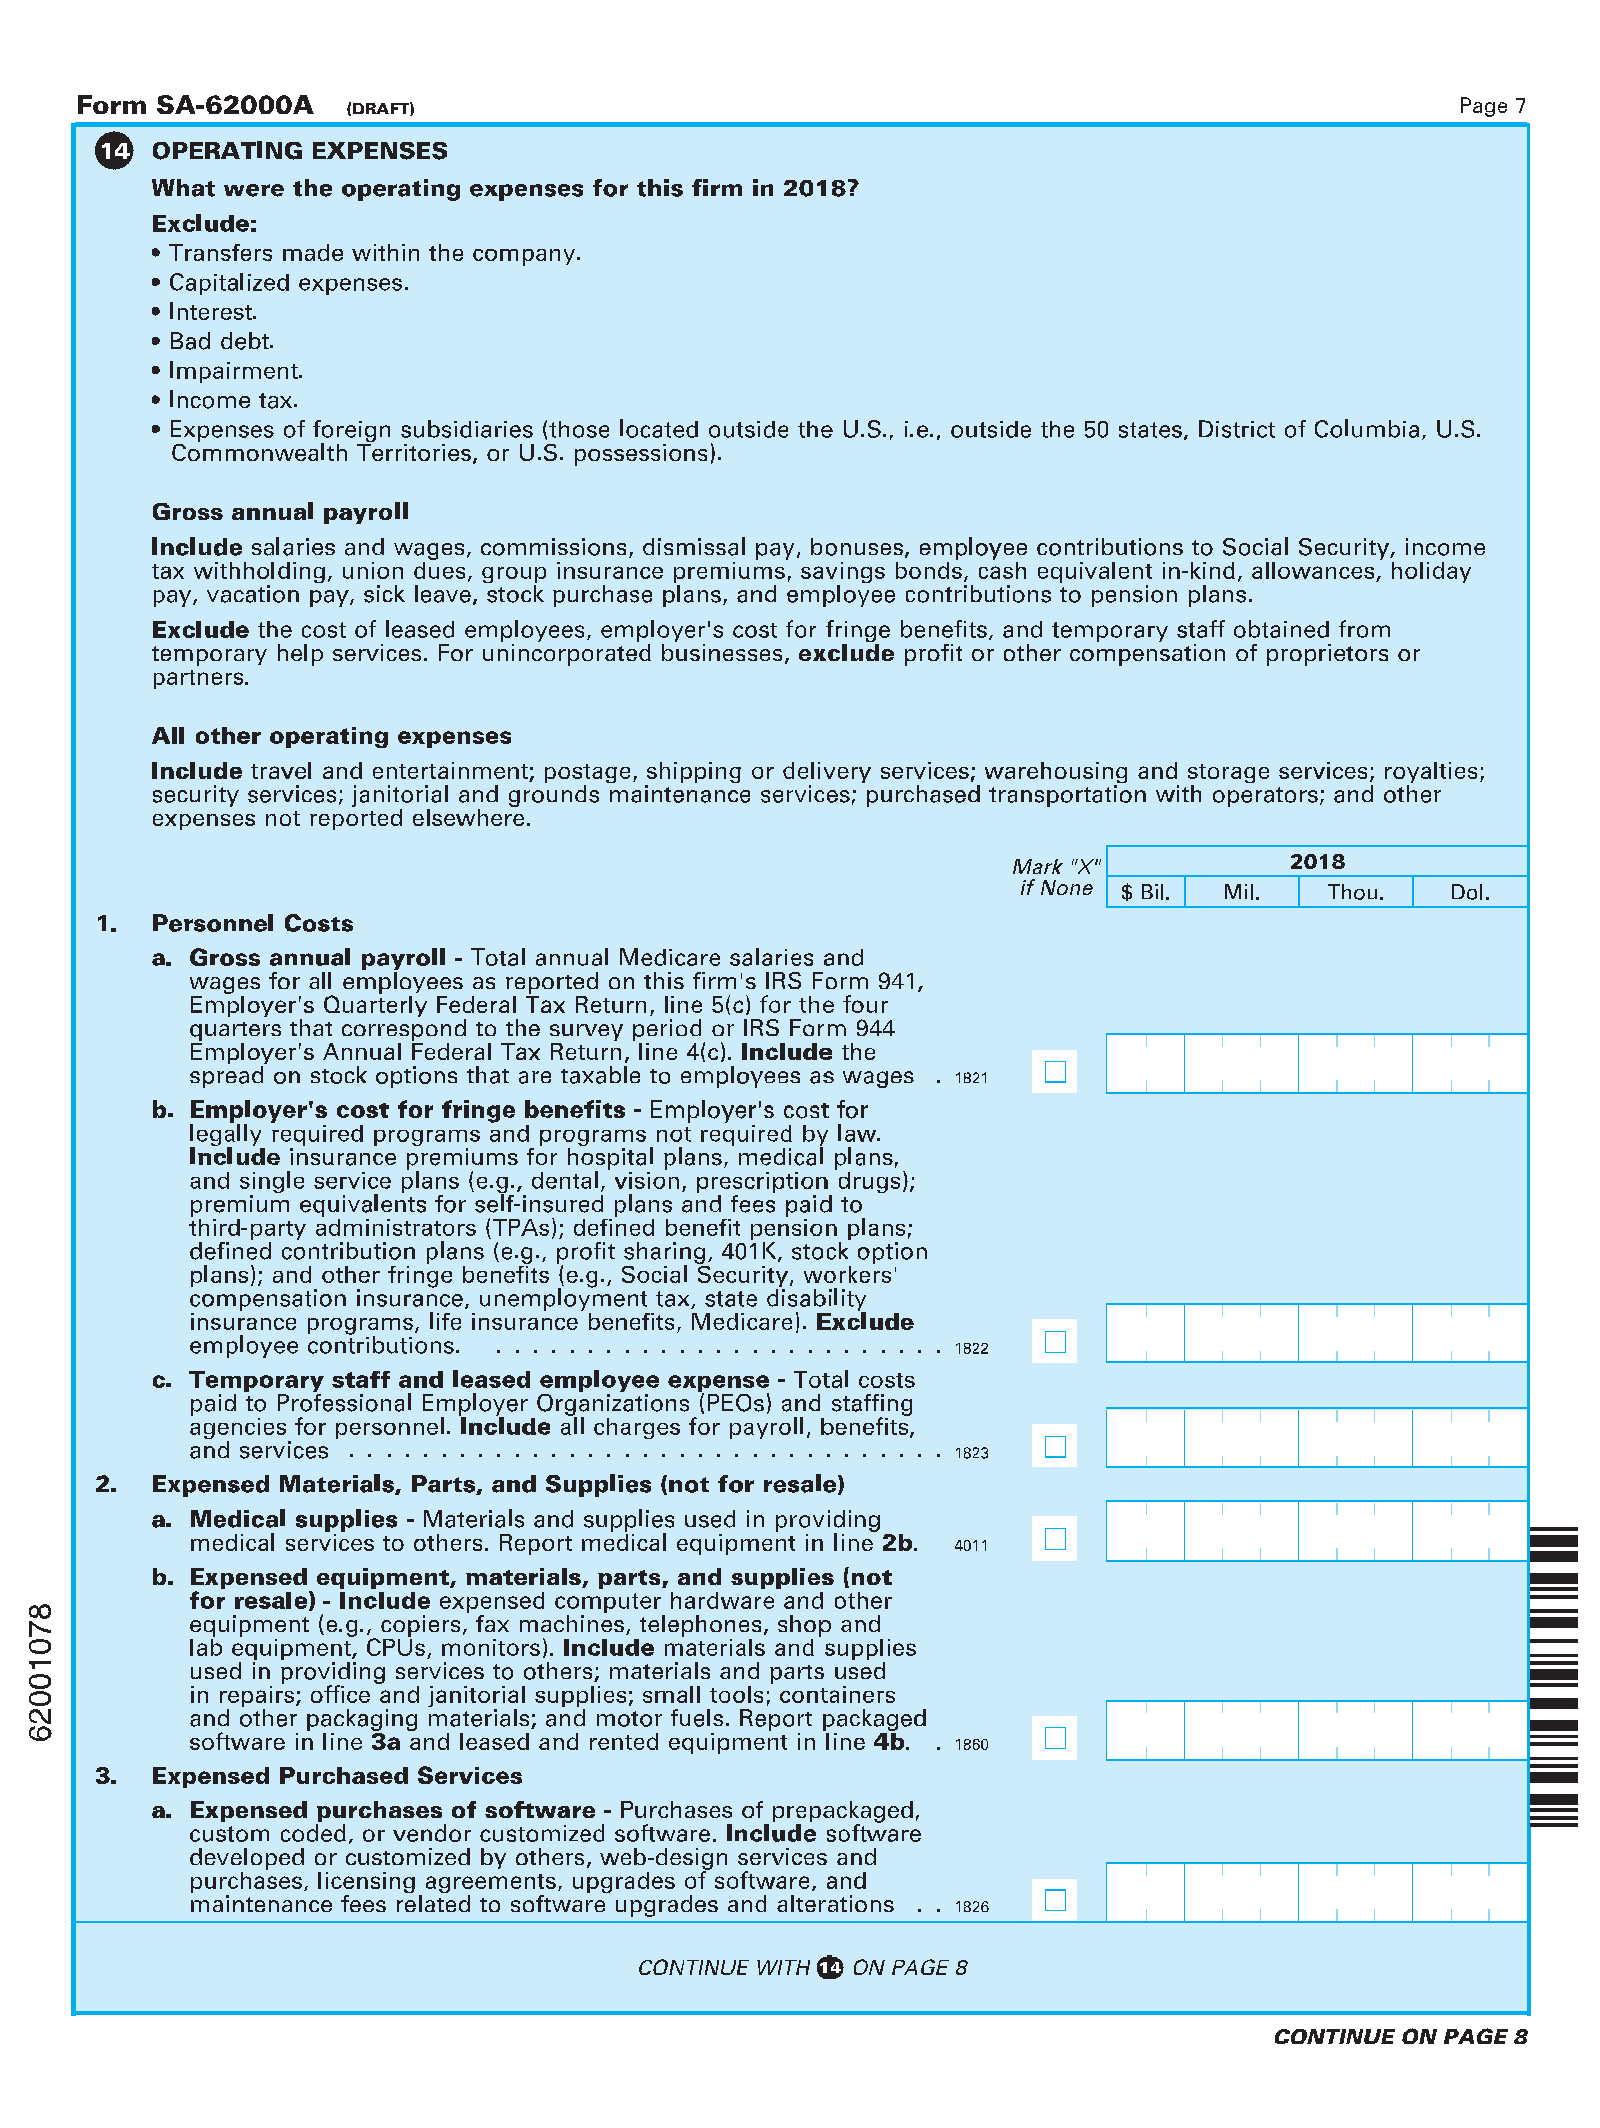 Form SA-62000A (DRAFT) Page 7
14 OPERATING EXPENSES
What were the operating expenses for this firm in 2018?
Exclude:
• Transfers made within the company.
• Capitalized expenses.
• Interest.
• Bad debt.
• Impairment.
• Income tax.
• Expenses of foreign subsidiaries (those located outside the U.S., i.e., outside the 50 states, District of Columbia, U.S.
Commonwealth Territories, or U.S. possessions).
Gross annual payroll
Include salaries and wages, commissions, dismissal pay, bonuses, employee contributions to Social Security, income
tax withholding, union dues, group insurance premiums, savings bonds, cash equivalent in-kind, allowances, holiday
pay, vacation pay, sick leave, stock purchase plans, and employee contributions to pension plans.
Exclude the cost of leased employees, employer's cost for fringe benefits, and temporary staff obtained from
temporary help services. For unincorporated businesses, exclude profit or other compensation of proprietors or
partners.
All other operating expenses
Include travel and entertainment; postage, shipping or delivery services; warehousing and storage services; royalties;
security services; janitorial and grounds maintenance services; purchased transportation with operators; and other
expenses not reported elsewhere.
Mark "X" 2018
if None $ Bil. Mil. Thou. Dol.
1. Personnel Costs
a. Gross annual payroll - Total annual Medicare salaries and
wages for all employees as reported on this firm's IRS Form 941,
Employer's Quarterly Federal Tax Return, line 5(c) for the four
quarters that correspond to the survey period or IRS Form 944
Employer's Annual Federal Tax Return, line 4(c). Include the
spread on stock options that are taxable to employees as wages . 1821
b. Employer's cost for fringe benefits - Employer's cost for
legally required programs and programs not required by law.
Include insurance premiums for hospital plans, medical plans,
and single service plans (e.g., dental, vision, prescription drugs);
premium equivalents for self-insured plans and fees paid to
third-party administrators (TPAs); defined benefit pension plans;
defined contribution plans (e.g., profit sharing, 401K, stock option
plans); and other fringe benefits (e.g., Social Security, workers'
compensation insurance, unemployment tax, state disability
insurance programs, life insurance benefits, Medicare). Exclude
employee contributions. . . . . . . . . . . . . . . . . . . . . . . . . . 1822
c. Temporary staff and leased employee expense - Total costs
paid to Professional Employer Organizations (PEOs) and staffing
agencies for personnel. Include all charges for payroll, benefits,
and services . . . . . . . . . . . . . . . . . . . . . . . . . . . . . . . . . 1823
2. Expensed Materials, Parts, and Supplies (not for resale)
a. Medical supplies - Materials and supplies used in providing
medical services to others. Report medical equipment in line 2b. 4011
b. Expensed equipment, materials, parts, and supplies (not
for resale) - Include expensed computer hardware and other
equipment (e.g., copiers, fax machines, telephones, shop and
lab equipment, CPUs, monitors). Include materials and supplies
used in providing services to others; materials and parts used
in repairs; office and janitorial supplies; small tools; containers
and other packaging materials; and motor fuels. Report packaged
software in line 3a and leased and rented equipment in line 4b. . 1860
3. Expensed Purchased Services
a. Expensed purchases of software - Purchases of prepackaged,
custom coded, or vendor customized software. Include software
developed or customized by others, web-design services and
purchases, licensing agreements, upgrades of software, and
maintenance fees related to software upgrades and alterations . . 1826
CONTINUE WITH 14 ON PAGE 8
CONTINUE ON PAGE 8
62001078